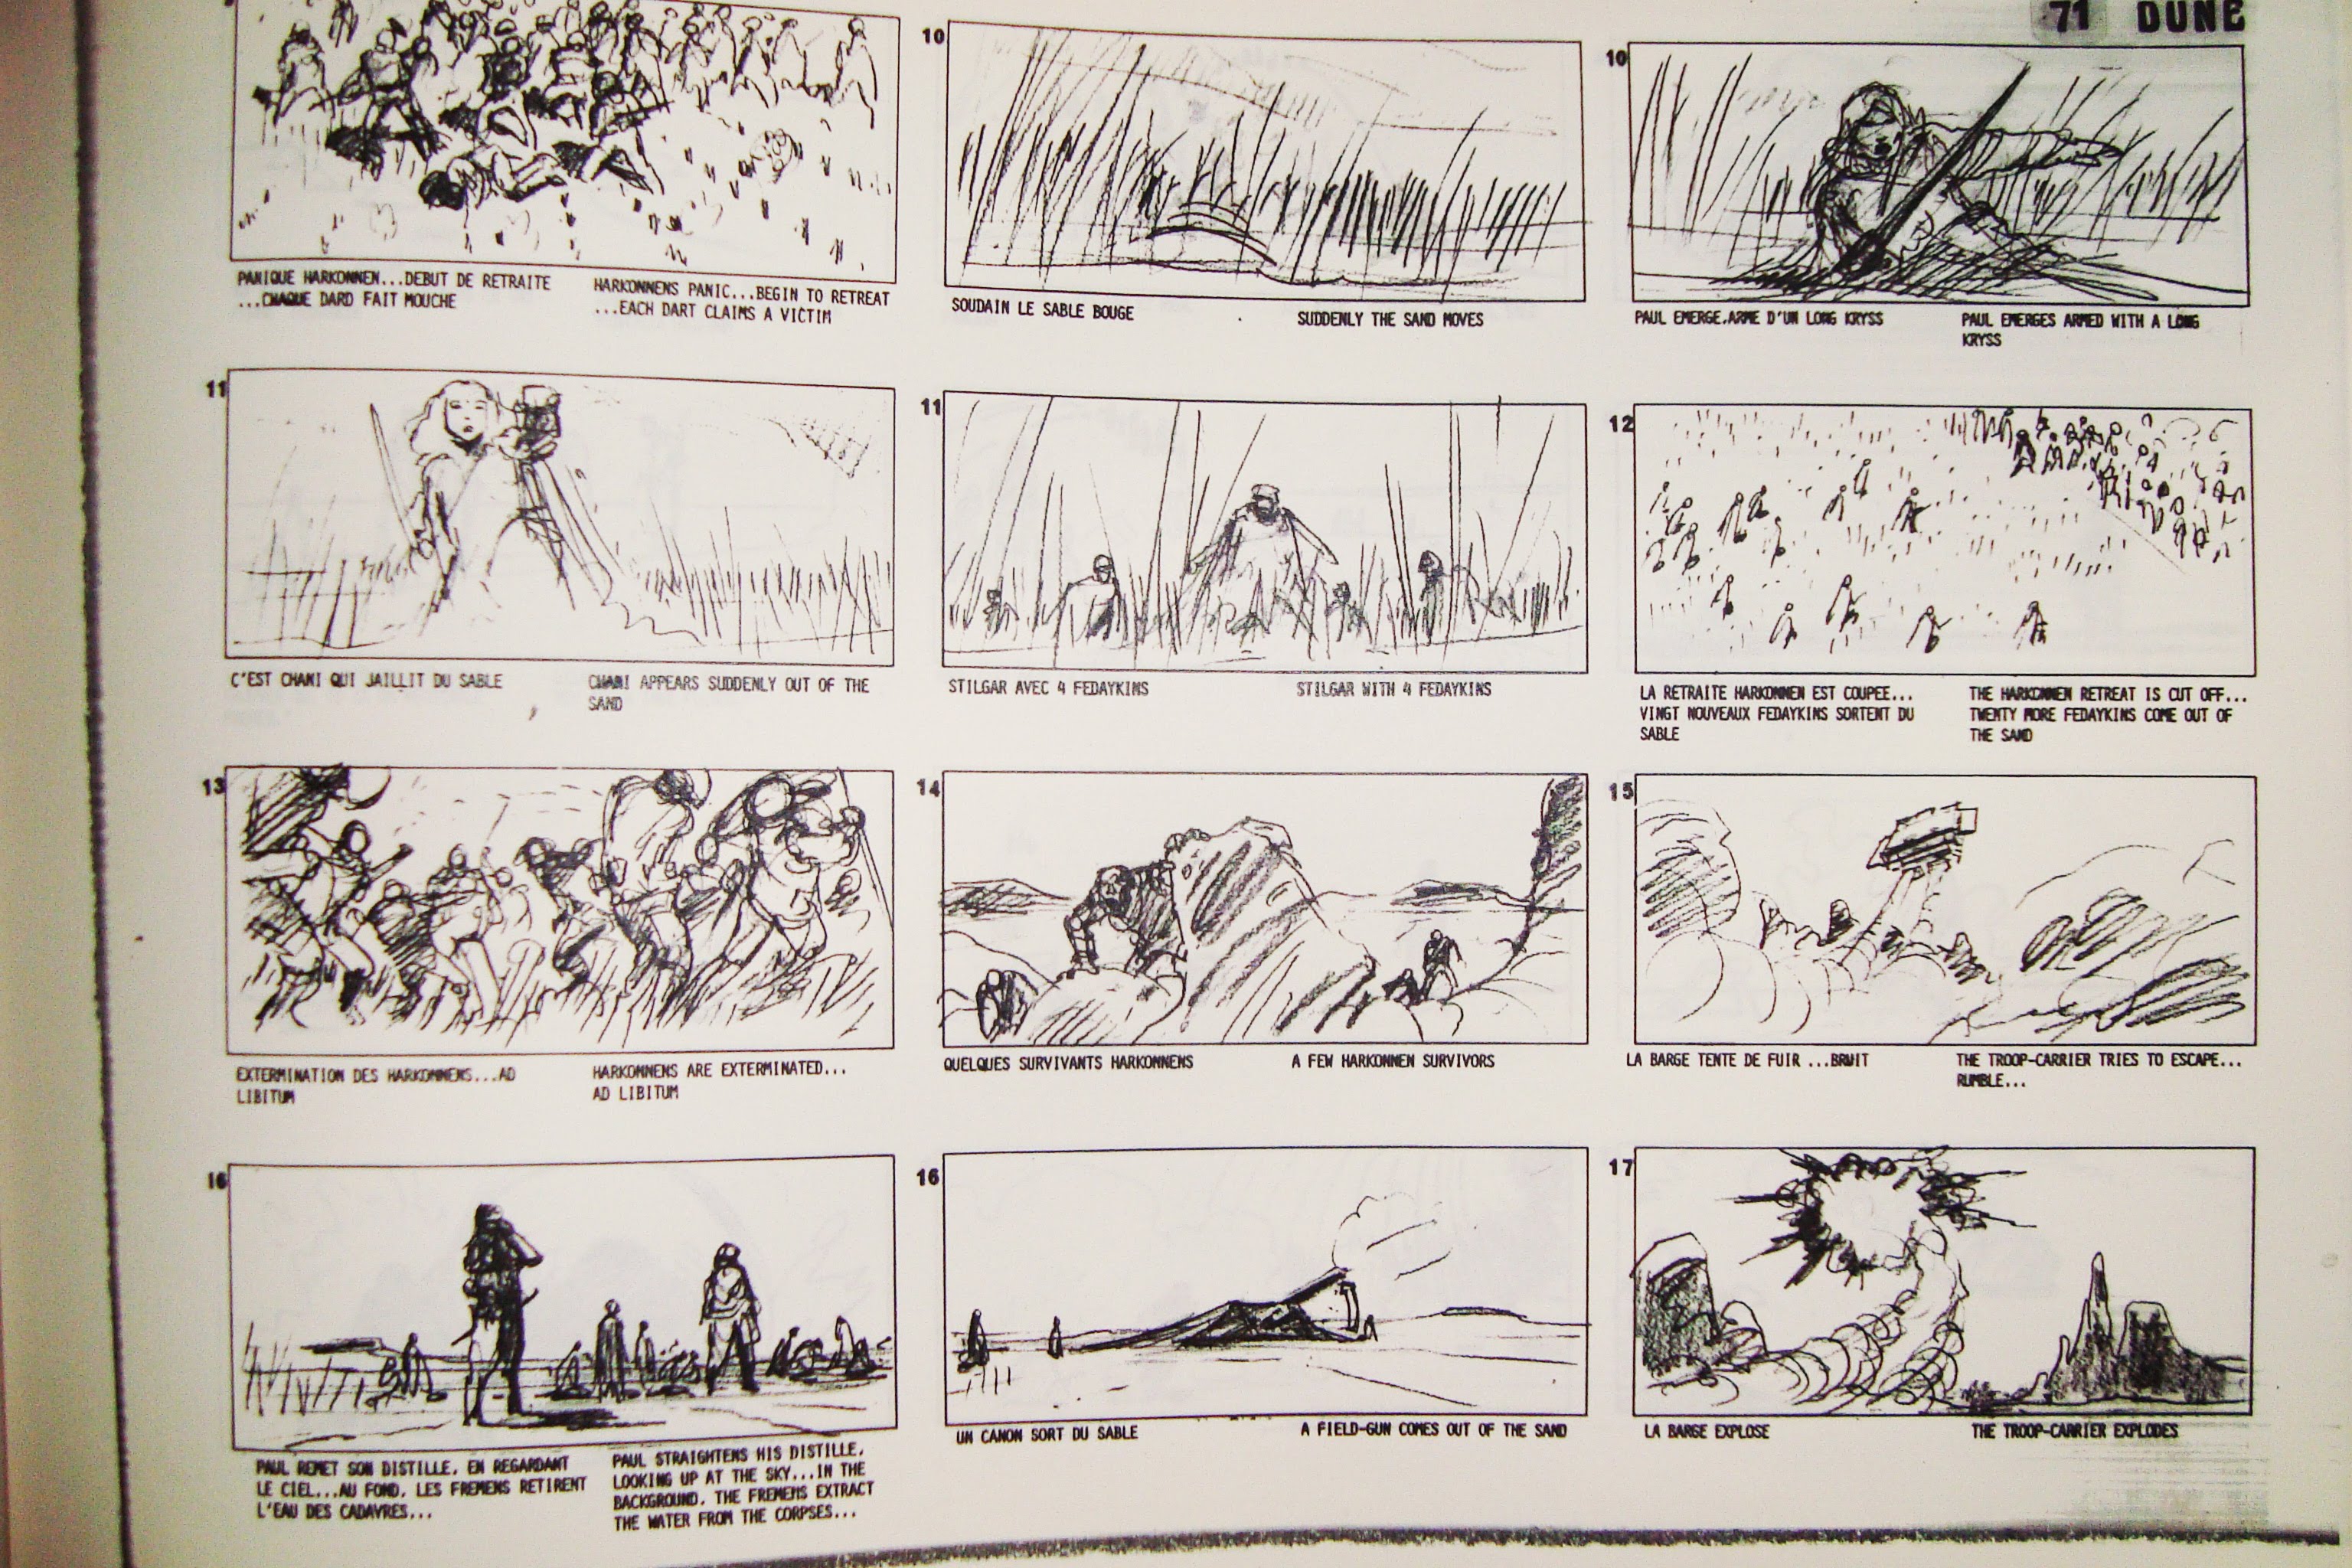 71 DUNE
PANIQUE HARKONNEN...DEBUT DE RETRAITE
...CHAQUE DARD FAIT MOUCHE
HARKONNENS PANIC...BEGIN TO RETREAT
...EACH DART CLAIMS A VICTIM
10
SOUDAIN LE SABLE BOUGE
SUDDENLY THE SAND MOVES
10
PAUL EMERGE.ARME D'UN LONG KRYSS
PAUL EMERGES ARMED WITH A LONG
KRYSS
11
C'EST CHANI QUI JAILLIT DU SABLE
CHANI APPEARS SUDDENLY OUT OF THE
SAND
11
STILGAR AVEC 4 FEDAYKINS
STILGAR WITH 4 FEDAYKINS
12
LA RETRAITE HARKONNEN EST COUPEE...
VINGT NOUVEAUX FEDAYKINS SORTENT DU
SABLE
THE HARKONNEN RETREAT IS CUT OFF...
TWENTY MORE FEDAYKINS COME OUT OF
THE SAND
13
EXTERMINATION DES HARKONNENS...AD
LIBITUM
HARKONNENS ARE EXTERMINATED...
AD LIBITUM
14
QUELQUES SURVIVANTS HARKONNENS
A FEW HARKONNEN SURVIVORS
15
LA BARGE TENTE DE FUIR ...BRUIT
THE TROOP-CARRIER TRIES TO ESCAPE...
RUMBLE...
16
PAUL REMET SON DISTILLE, EN REGARDANT
LE CIEL...AU FOND, LES FREMENS RETIRENT
L'EAU DES CADAVRES...
PAUL STRAIGHTENS HIS DISTILLE,
LOOKING UP AT THE SKY...IN THE
BACKGROUND, THE FREMENS EXTRACT
THE WATER FROM THE CORPSES...
16
UN CANON SORT DU SABLE
A FIELD-GUN COMES OUT OF THE SAND
17
LA BARGE EXPLOSE
THE TROOP-CARRIER EXPLODES